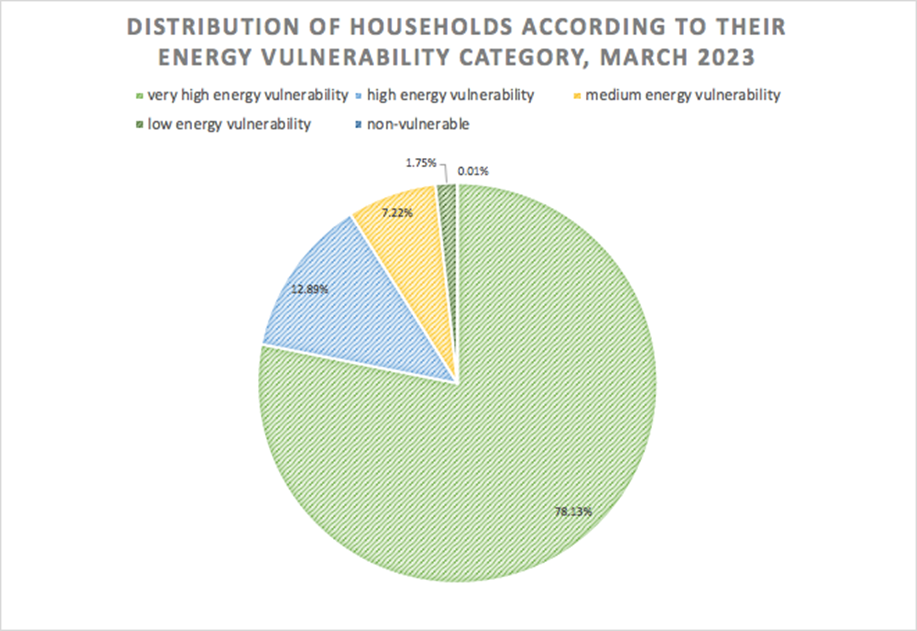 DISTRIBUTION OF HOUSEHOLDS ACCORDING TO THEIR
ENERGY VULNERABILITY CATEGORY, MARCH 2023
very high energy vulnerability high energy vulnerability medium energy vulnerability
low energy vulnerability non-vulnerable
1.75%
0.01%
7.22%
12.89%
78.13%